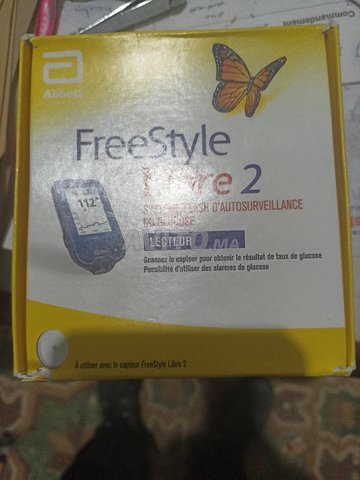 Abbott
FreeStyle
Libre 2
SYSTÈME FLASH D'AUTOSURVEILLANCE
DU GLUCOSE
LECTEUR
Scannez le capteur pour obtenir le résultat de taux de glucose
Possibilité d'utiliser des alarmes de glucose
112
À utiliser avec le capteur FreeStyle Libre 2